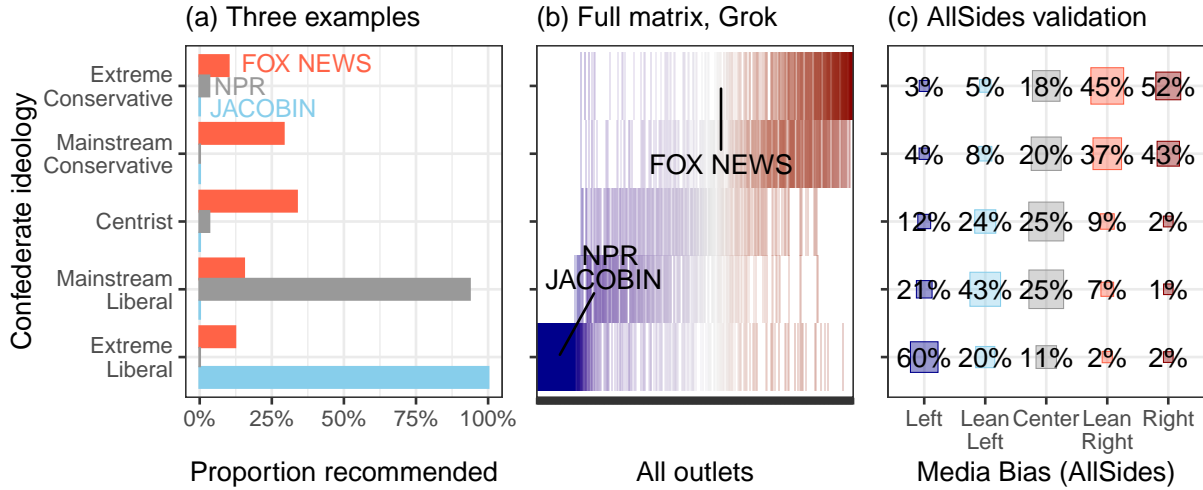 (a) Three examples
(b) Full matrix, Grok
(c) AllSides validation
Confederate ideology
Extreme
Conservative
Mainstream
Conservative
Centrist
Mainstream
Liberal
Extreme
Liberal
FOX NEWS
NPR
JACOBIN
0%
25%
50%
75%
100%
Proportion recommended
FOX NEWS
NPR
JACOBIN
All outlets
3% 5% 18% 45% 52%
4% 8% 20% 37% 43%
12% 24% 25% 9% 2%
21% 43% 25% 7% 1%
60% 20% 11% 2% 2%
Left
Lean
Left
Center
Lean
Right
Right
Media Bias (AllSides)